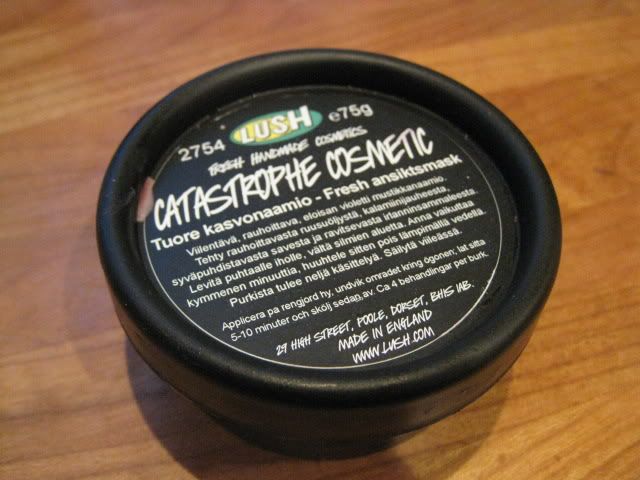 2754 LUSH e75g
FRESH HANDMADE COSMETICS
CATASTROPHE COSMETIC
Tuore kasvonaamio - Fresh ansiktsmask
Viilentävä, rauhoittava, eloisan violetti mustikkanaamio.
Tehty rauhoittavasta ruusuöljystä, kalamiinijauheesta,
syväpuhdistavasta savesta ja ravitsevasta irlanninsammaleesta.
Levitä puhtaalle iholle, vältä silmien aluetta. Anna vaikuttaa
kymmenen minuuttia, huuhtele sitten pois lämpimällä vedellä.
Purkista tulee neljä käsittelyä. Säilytä viileässä.
Applicera pa rengjord hy, undvik omradet kring ögonen; lat sitta
5-10 minuter och skölj sedan av. Ca 4 behandlingar per burk.
29 HIGH STREET, POOLE, DORSET, BH15 1AB.
MADE IN ENGLAND
WWW.LUSH.COM